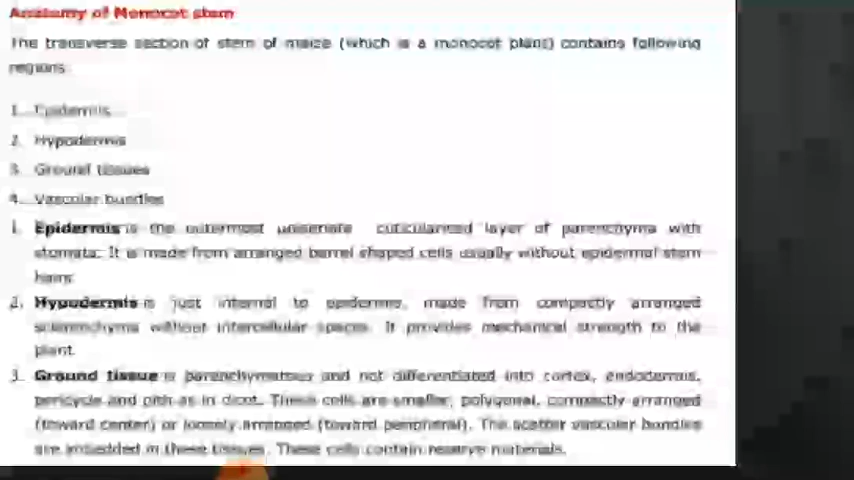 Anatomy of Monocot stem
The transverse section of stem of maize (which is a monocot plant) contains following
regions
1. Epidermis
2. Hypodermis
3. Ground tissues
4. Vascular bundles
1. Epidermis is the outermost uniseriate cuticularized layer of parenchyma with
stomata. It is made from arranged barrel shaped cells usually without epidermal stem
hairs
2. Hypodermis is just internal to epidermis, made from compactly arranged
sclerenchyma without intercellular spaces. It provides mechanical strength to the
plant.
3. Ground tissue is parenchymatous and not differentiated into cortex, endodermis,
pericycle and pith as in dicot. These cells are smaller, polygonal, compactly arranged
(toward center) or loosely arranged (toward peripheral). The scatter vascular bundles
are imbedded in these tissues. These cells contain reserve materials.